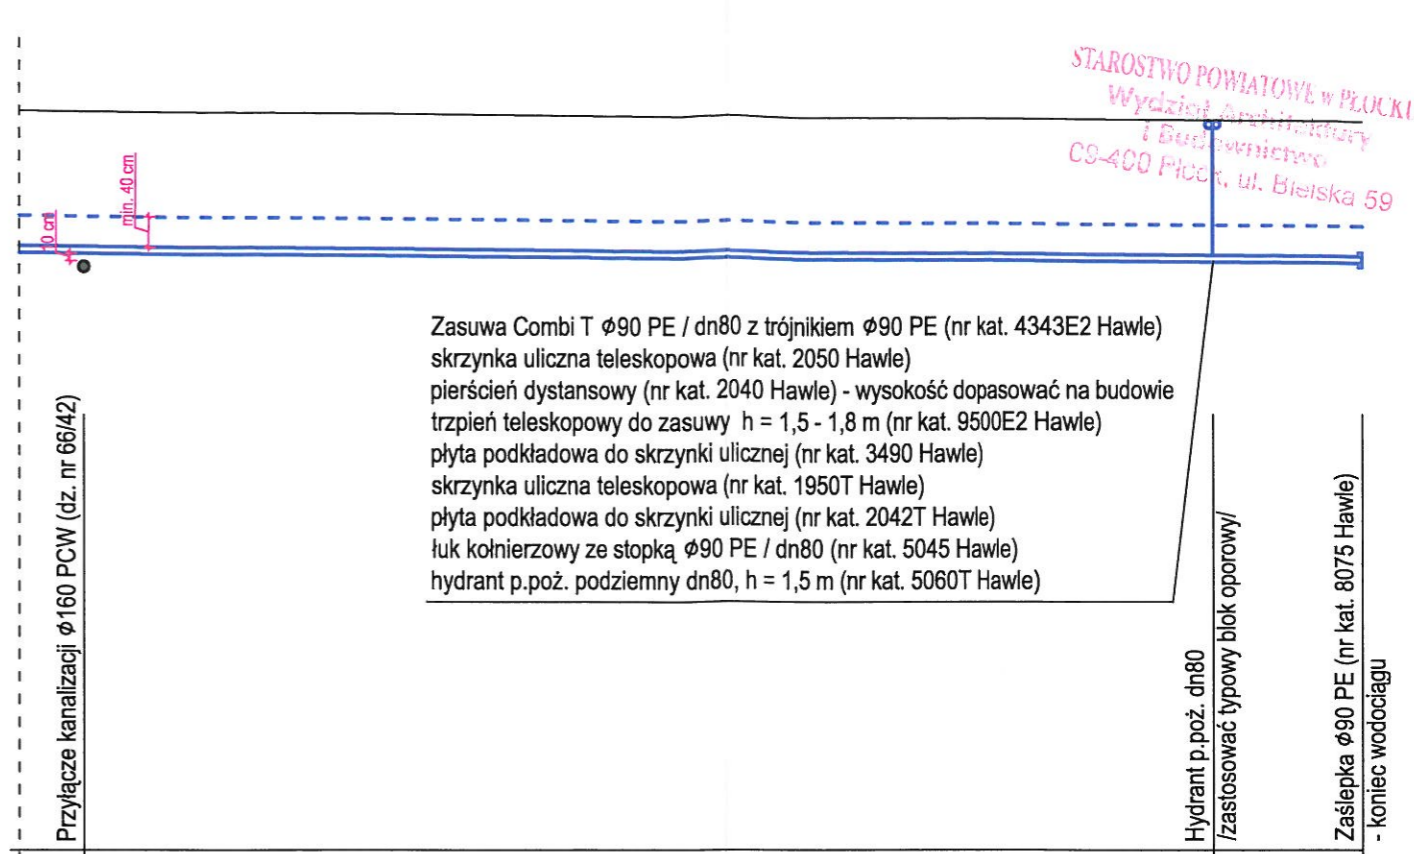 STAROSTWO POWIATOWE w PŁOCKU
Wydział Architektury
i Budownictwa
09-400 Płock, ul. Bielska 59
min. 40 cm
10 cm
Zasuwa Combi T ϕ90 PE / dn80 z trójnikiem ϕ90 PE (nr kat. 4343E2 Hawle)
skrzynka uliczna teleskopowa (nr kat. 2050 Hawle)
pierścień dystansowy (nr kat. 2040 Hawle) - wysokość dopasować na budowie
trzpień teleskopowy do zasuwy h = 1,5 - 1,8 m (nr kat. 9500E2 Hawle)
płyta podkładowa do skrzynki ulicznej (nr kat. 3490 Hawle)
skrzynka uliczna teleskopowa (nr kat. 1950T Hawle)
płyta podkładowa do skrzynki ulicznej (nr kat. 2042T Hawle)
łuk kołnierzowy ze stopką ϕ90 PE / dn80 (nr kat. 5045 Hawle)
hydrant p.poż. podziemny dn80, h = 1,5 m (nr kat. 5060T Hawle)
Przyłącze kanalizacji ϕ160 PCW (dz. nr 66/42)
Hydrant p.poż. dn80
/zastosować typowy blok oporowy/
Zaślepka ϕ90 PE (nr kat. 8075 Hawle)
- koniec wodociągu